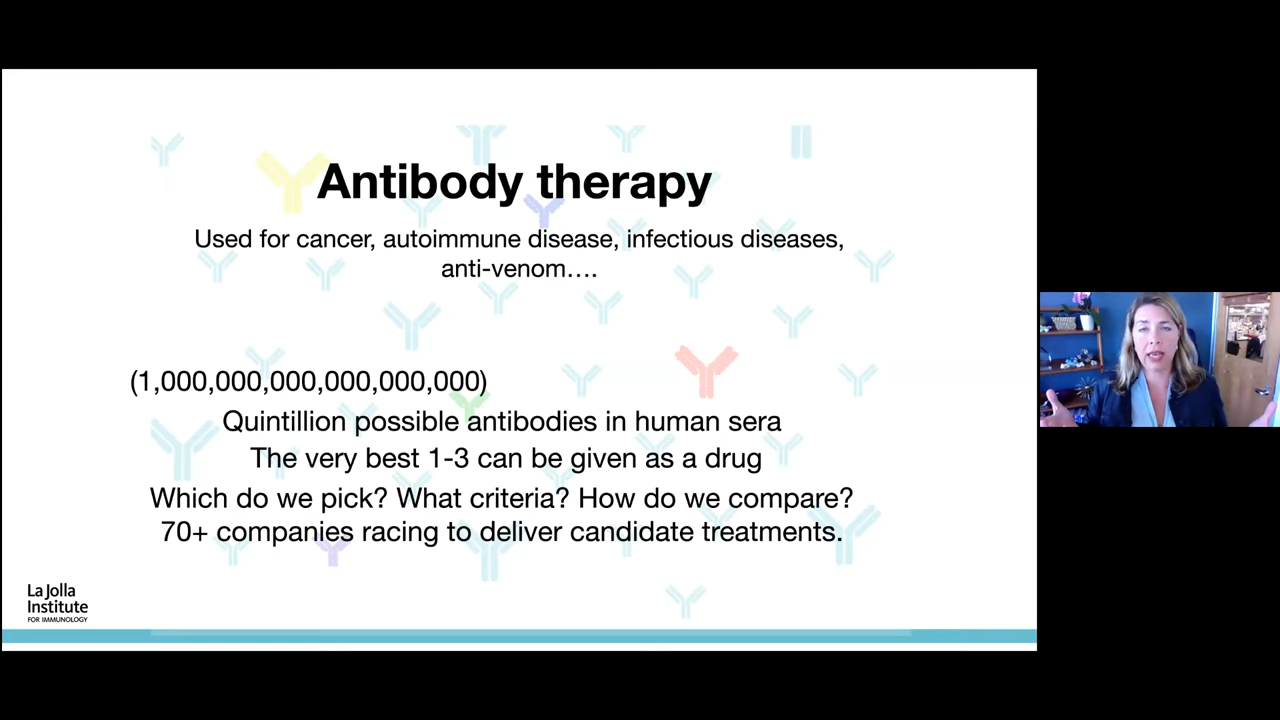 Antibody therapy
Used for cancer, autoimmune disease, infectious diseases,
anti-venom….
(1,000,000,000,000,000,000)
Quintillion possible antibodies in human sera
The very best 1-3 can be given as a drug
Which do we pick? What criteria? How do we compare?
70+ companies racing to deliver candidate treatments.
La Jolla
Institute
FOR IMMUNOLOGY